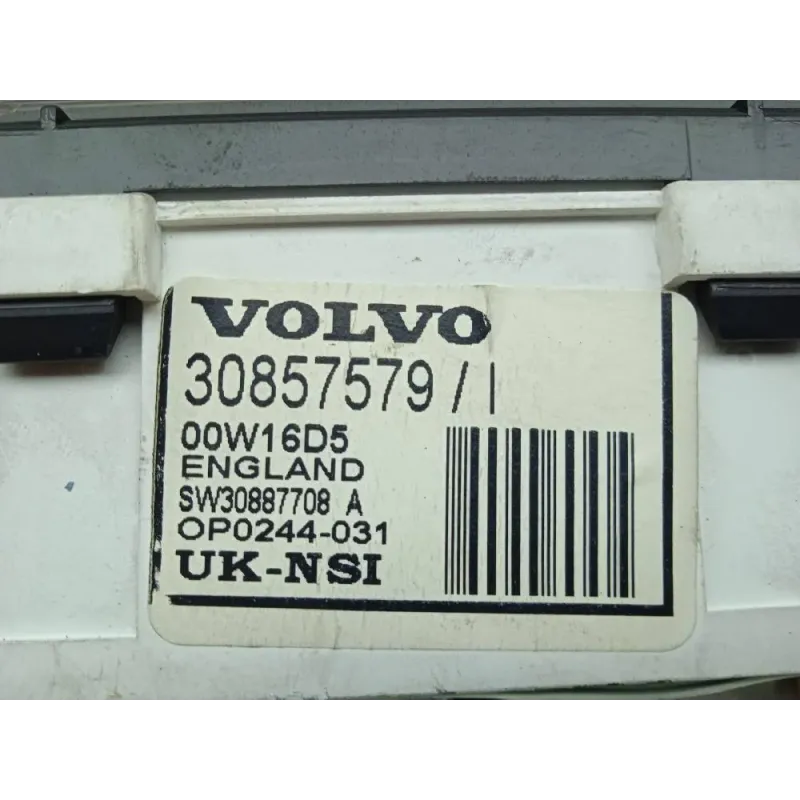 VOLVO
30857579/I
00W16D5
ENGLAND
SW30887708 A
OP0244-031
UK-NSI